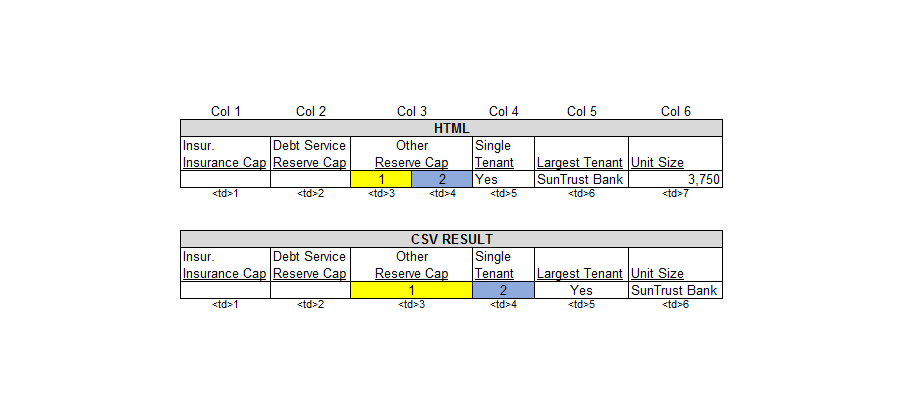 Col 1 Col 2 Col 3 Col 4 Col 5 Col 6
HTML
Insur. Debt Service Other Single
Insurance Cap Reserve Cap Reserve Cap Tenant Largest Tenant Unit Size
1 2 Yes SunTrust Bank 3,750
<td>1 <td>2 <td>3 <td>4 <td>5 <td>6 <td>7
CSV RESULT
Insur. Debt Service Other Single
Insurance Cap Reserve Cap Reserve Cap Tenant Largest Tenant Unit Size
1 2 Yes SunTrust Bank
<td>1 <td>2 <td>3 <td>4 <td>5 <td>6